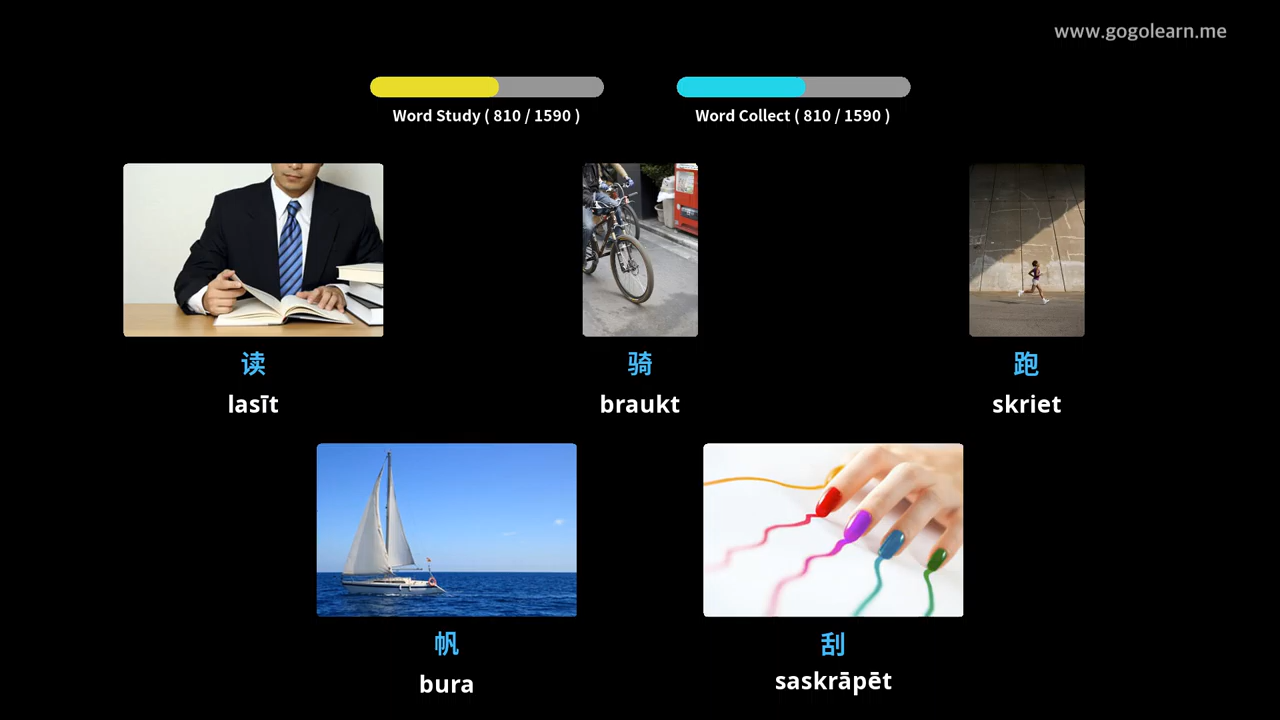 www.gogolearn.me
Word Study ( 810 / 1590 )
Word Collect ( 810 / 1590 )
读
lasīt
骑
braukt
跑
skriet
帆
bura
刮
saskrāpēt